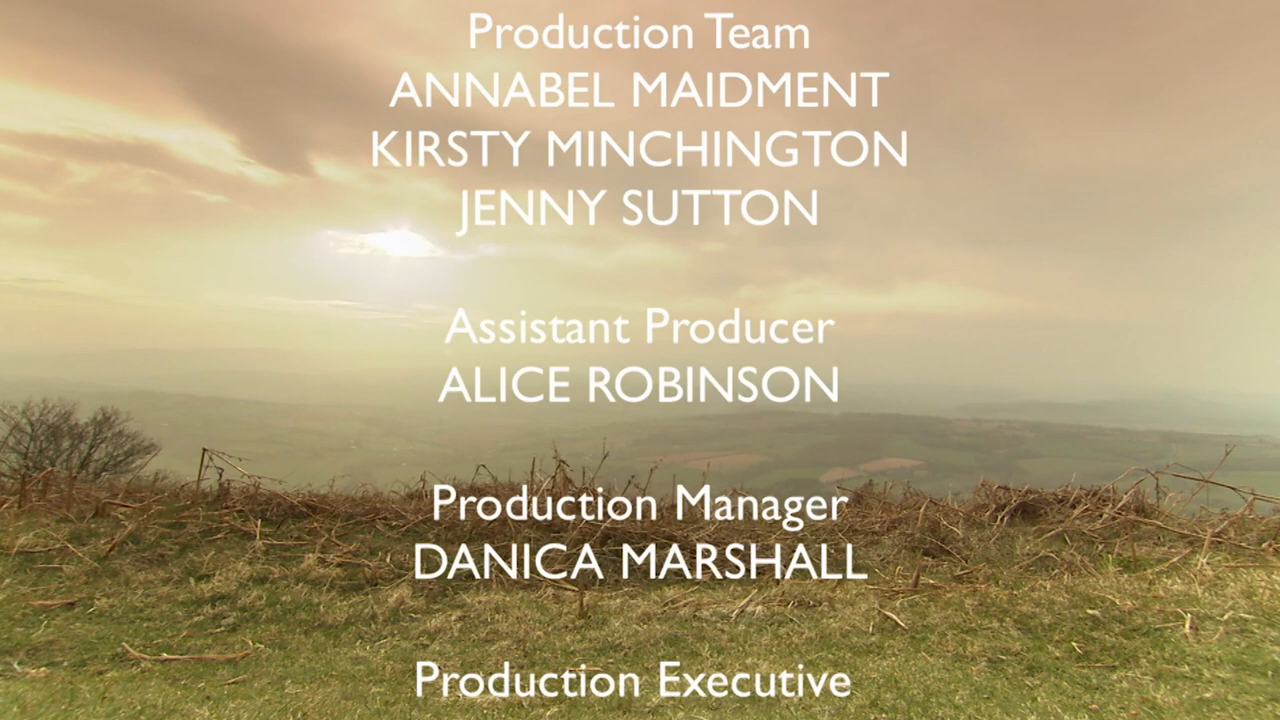 Production Team
ANNABEL MAIDMENT
KIRSTY MINCHINGTON
JENNY SUTTON
Assistant Producer
ALICE ROBINSON
Production Manager
DANICA MARSHALL
Production Executive